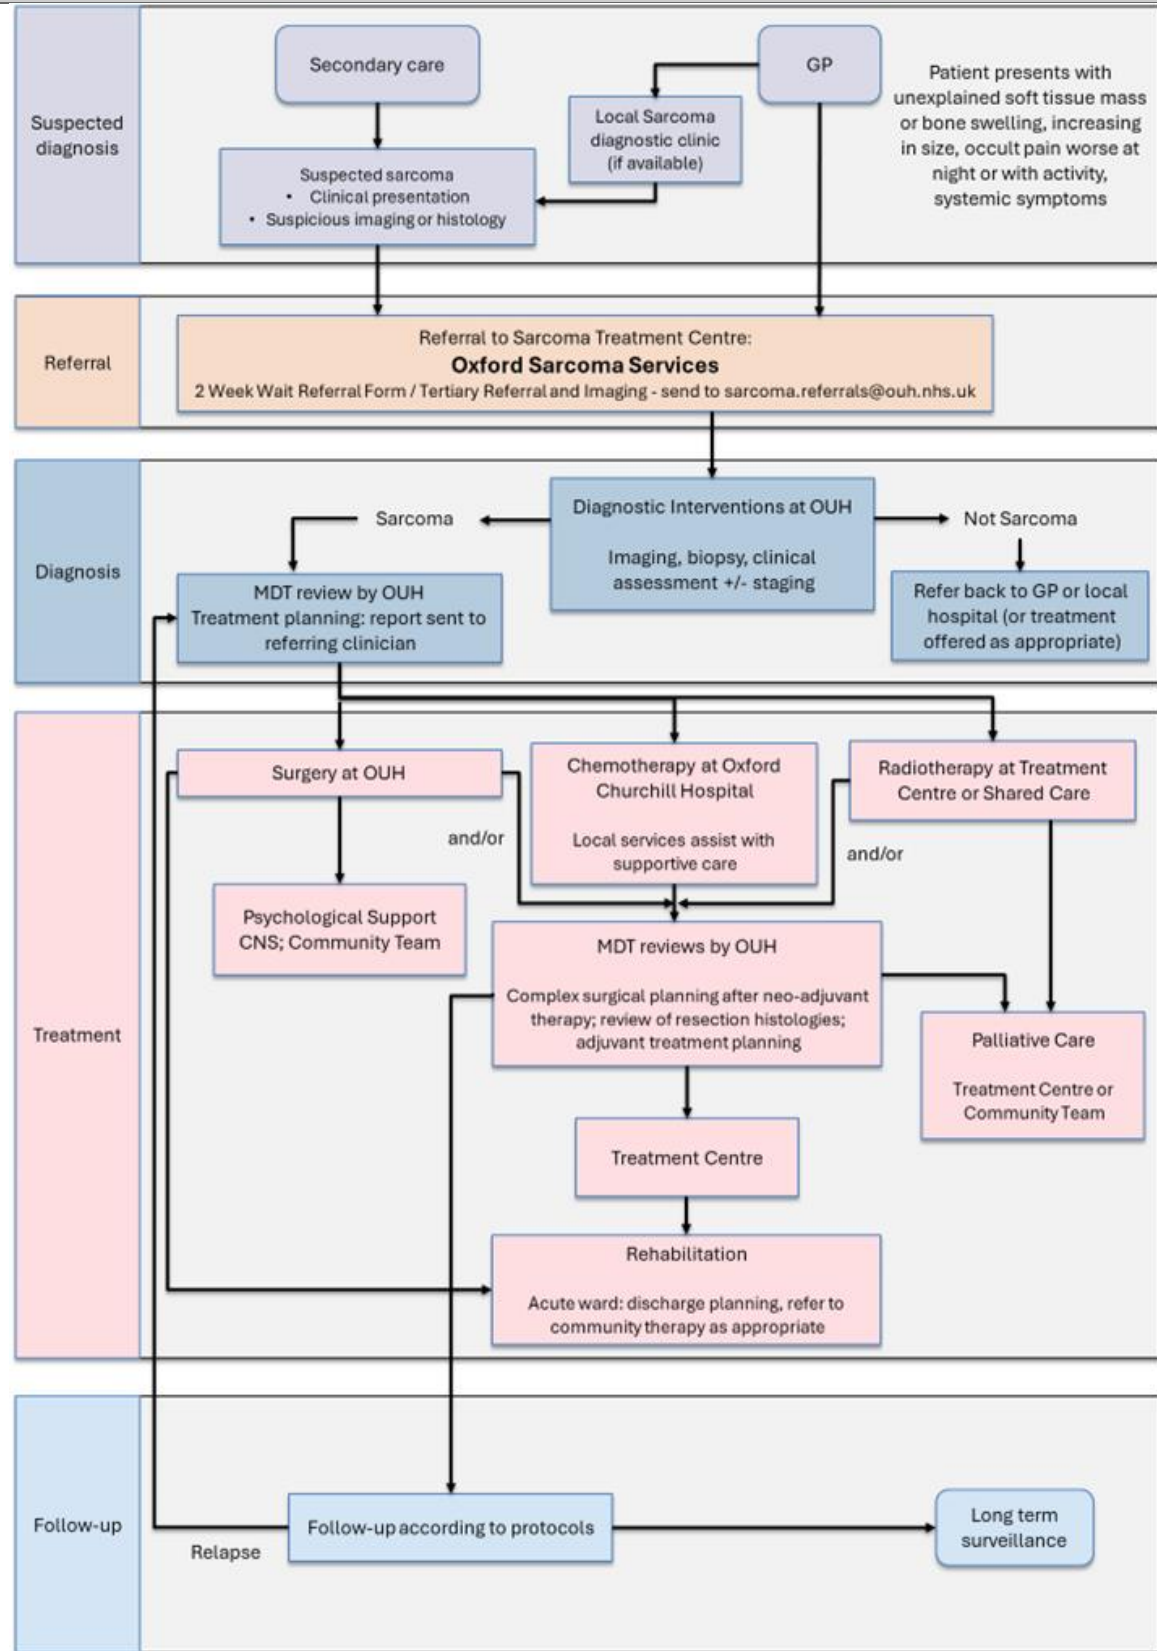 Suspected
diagnosis
Secondary care
GP
Local Sarcoma
diagnostic clinic
(if available)
Patient presents with
unexplained soft tissue mass
or bone swelling, increasing
in size, occult pain worse at
night or with activity,
systemic symptoms
Suspected sarcoma
• Clinical presentation
• Suspicious imaging or histology
Referral
Referral to Sarcoma Treatment Centre:
Oxford Sarcoma Services
2 Week Wait Referral Form / Tertiary Referral and Imaging - send to sarcoma.referrals@ouh.nhs.uk
Diagnosis
Sarcoma
Diagnostic Interventions at OUH
Imaging, biopsy, clinical
assessment +/- staging
Not Sarcoma
MDT review by OUH
Treatment planning: report sent to
referring clinician
Refer back to GP or local
hospital (or treatment
offered as appropriate)
Treatment
Surgery at OUH
Chemotherapy at Oxford
Churchill Hospital
Local services assist with
supportive care
Radiotherapy at Treatment
Centre or Shared Care
and/or
and/or
Psychological Support
CNS; Community Team
MDT reviews by OUH
Complex surgical planning after neo-adjuvant
therapy; review of resection histologies;
adjuvant treatment planning
Palliative Care
Treatment Centre or
Community Team
Treatment Centre
Rehabilitation
Acute ward: discharge planning, refer to
community therapy as appropriate
Follow-up
Follow-up according to protocols
Relapse
Long term
surveillance